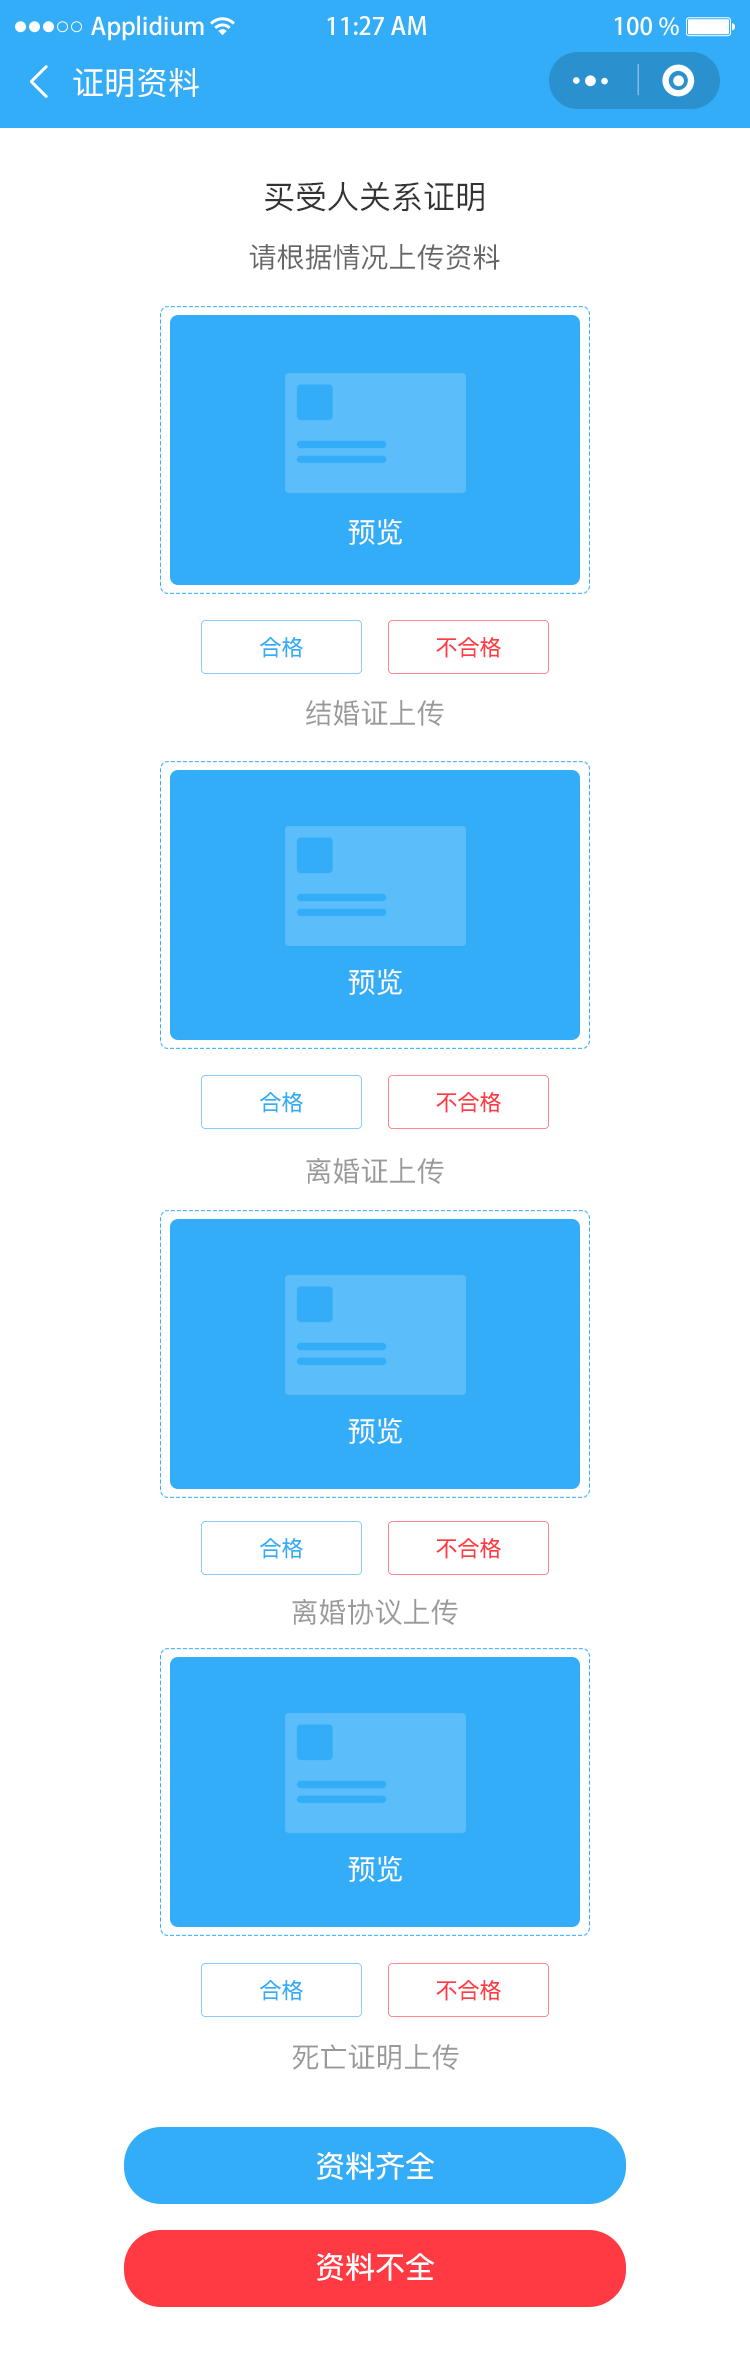 Applidium 11:27 AM 100 %
证明资料
买受人关系证明
请根据情况上传资料
预览
合格 不合格
结婚证上传
预览
合格 不合格
离婚证上传
预览
合格 不合格
离婚协议上传
预览
合格 不合格
死亡证明上传
资料齐全
资料不全